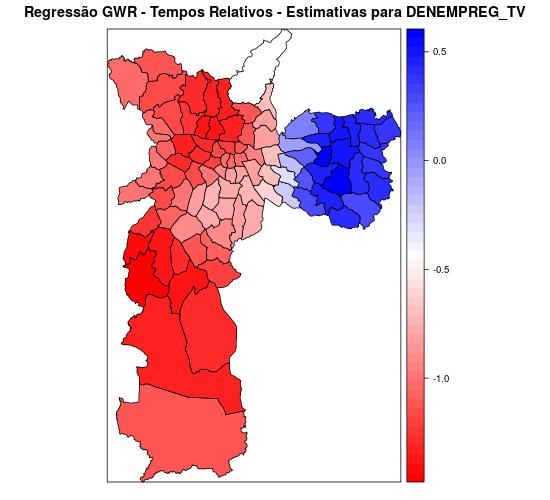 Regressão GWR - Tempos Relativos - Estimativas para DENEMPREG_TV
0.5
0.0
-0.5
-1.0